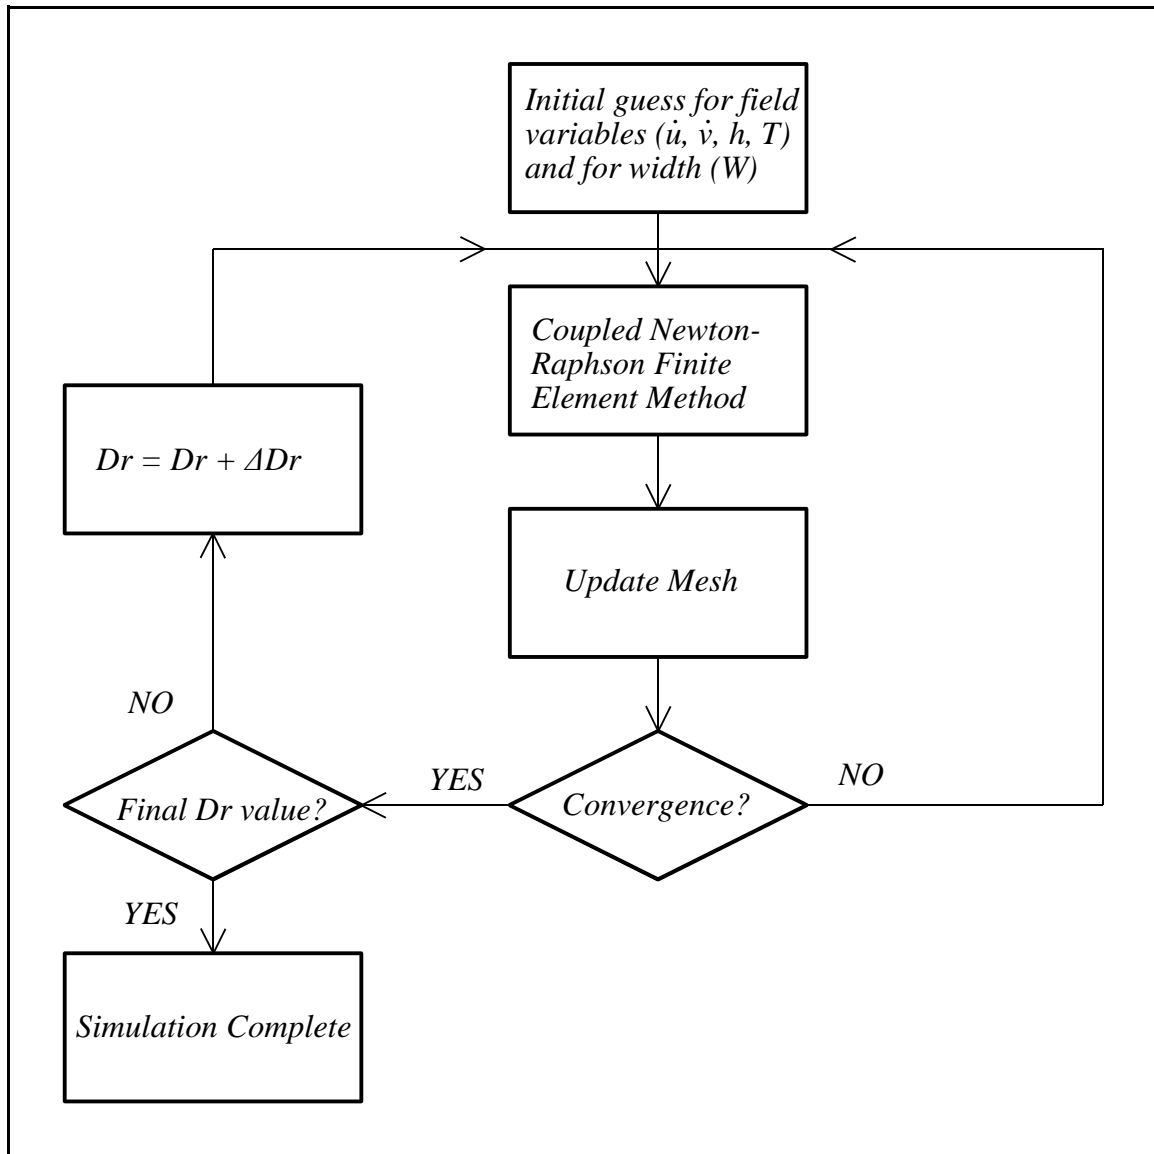 Initial guess for field
variables (u̇, v̇, h, T)
and for width (W)
Coupled Newton-
Raphson Finite
Element Method
Dr = Dr + ΔDr
Update Mesh
NO
YES
NO
Final Dr value?
Convergence?
YES
Simulation Complete